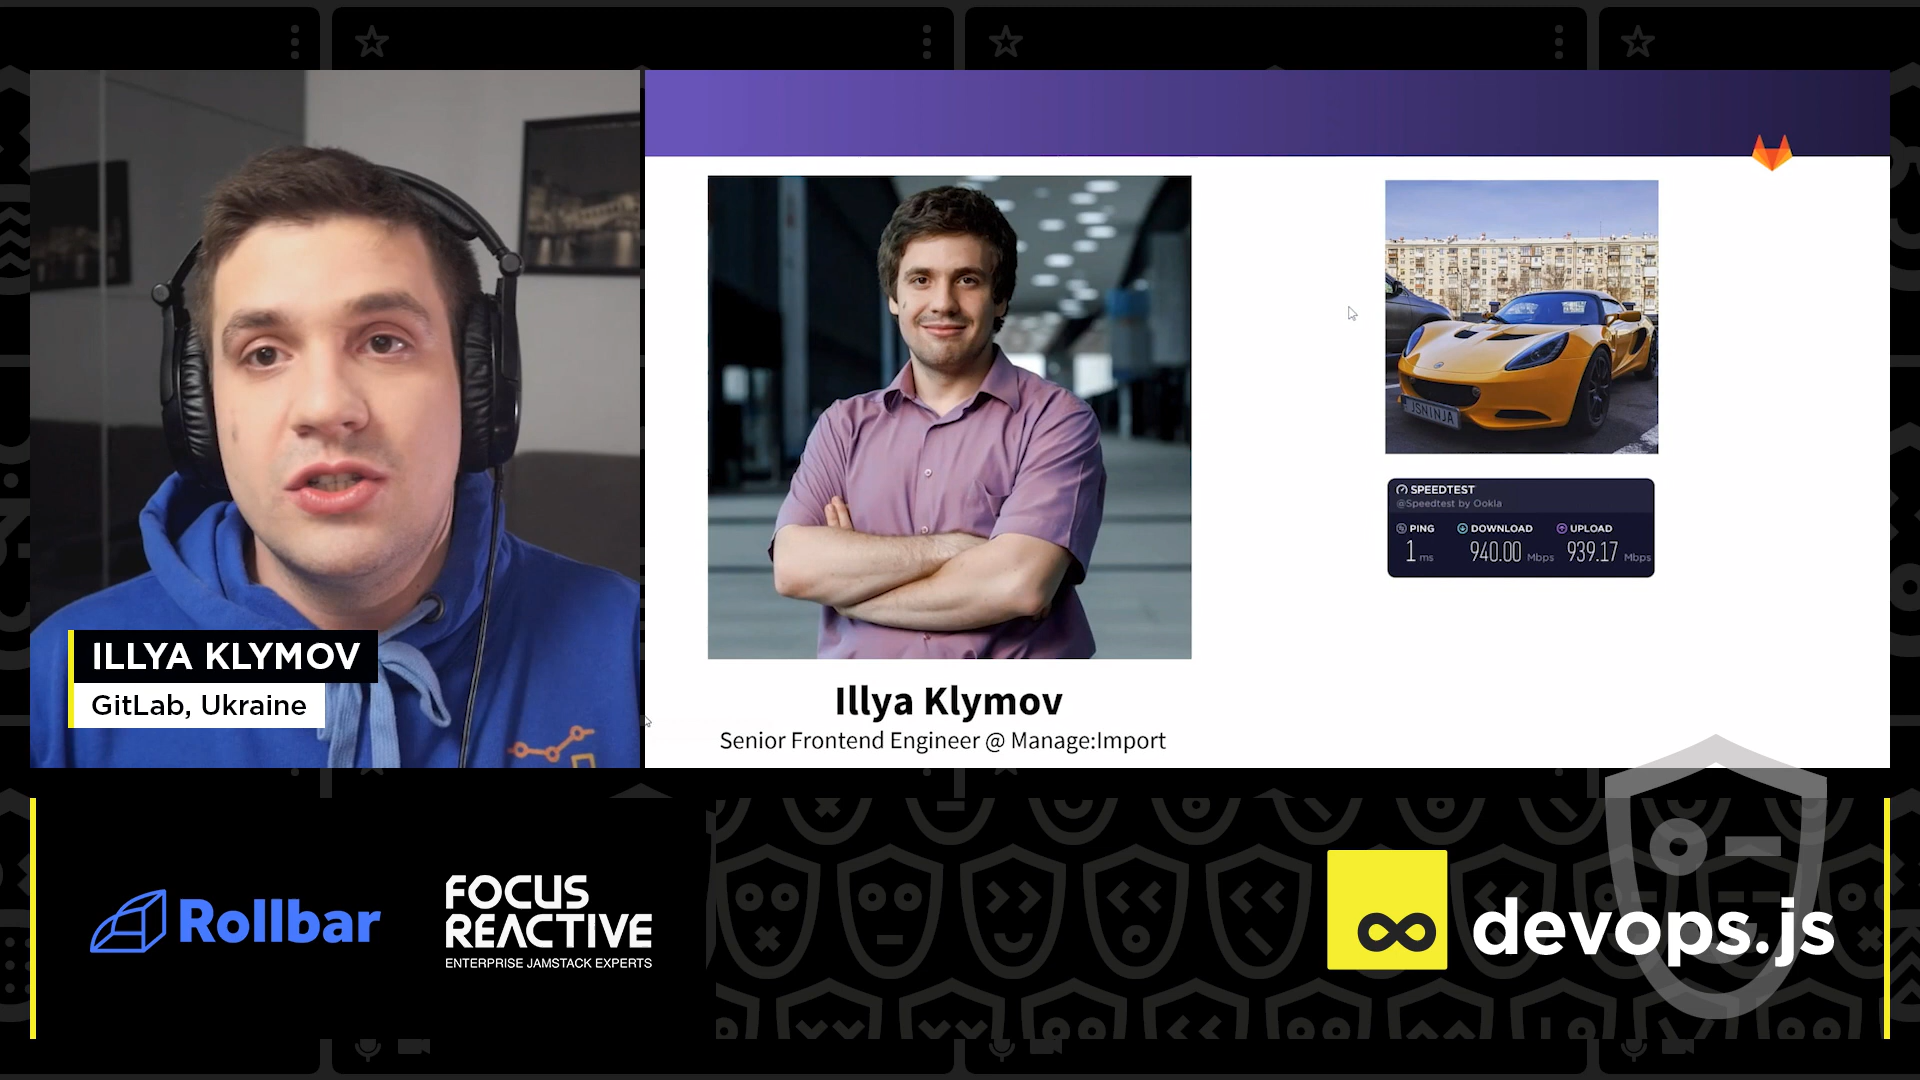 ILLYA KLYMOV
GitLab, Ukraine
JSNINJA
SPEEDTEST
@Speedtest by Ookla
PING DOWNLOAD UPLOAD
1 ms 940.00 Mbps 939.17 Mbps
Illya Klymov
Senior Frontend Engineer @ Manage:Import
Rollbar
FOCUS
REACTIVE
ENTERPRISE JAMSTACK EXPERTS
devops.js